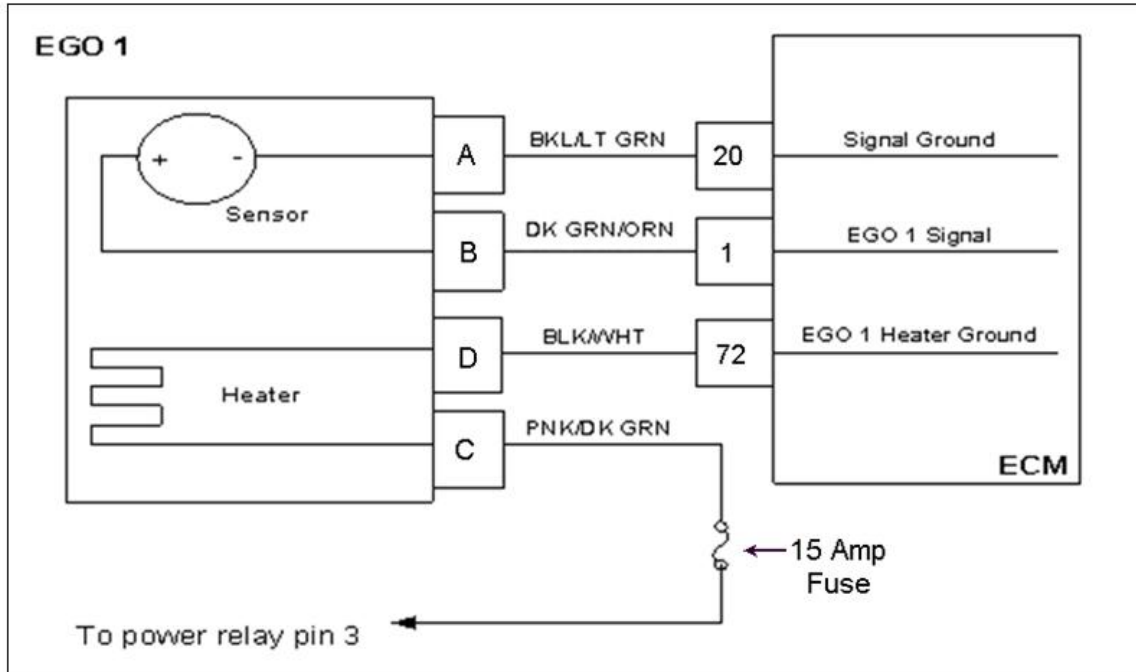 EGO 1
+ -
Sensor
Heater
A
B
D
C
BKL/LT GRN
DK GRN/ORN
BLK/WHT
PNK/DK GRN
20
1
72
Signal Ground
EGO 1 Signal
EGO 1 Heater Ground
ECM
15 Amp
Fuse
To power relay pin 3